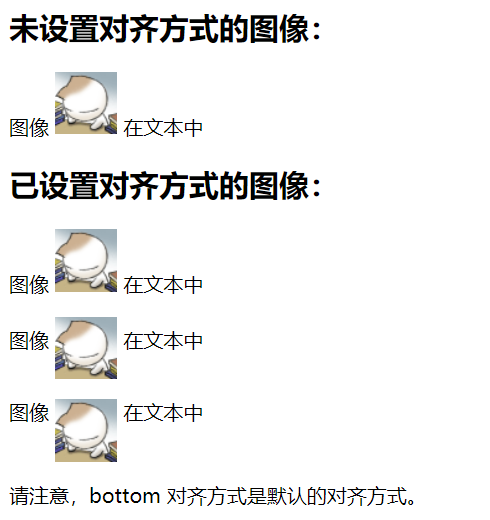 未设置对齐方式的图像：
图像 在文本中
已设置对齐方式的图像：
图像 在文本中
图像 在文本中
图像 在文本中
请注意，bottom 对齐方式是默认的对齐方式。